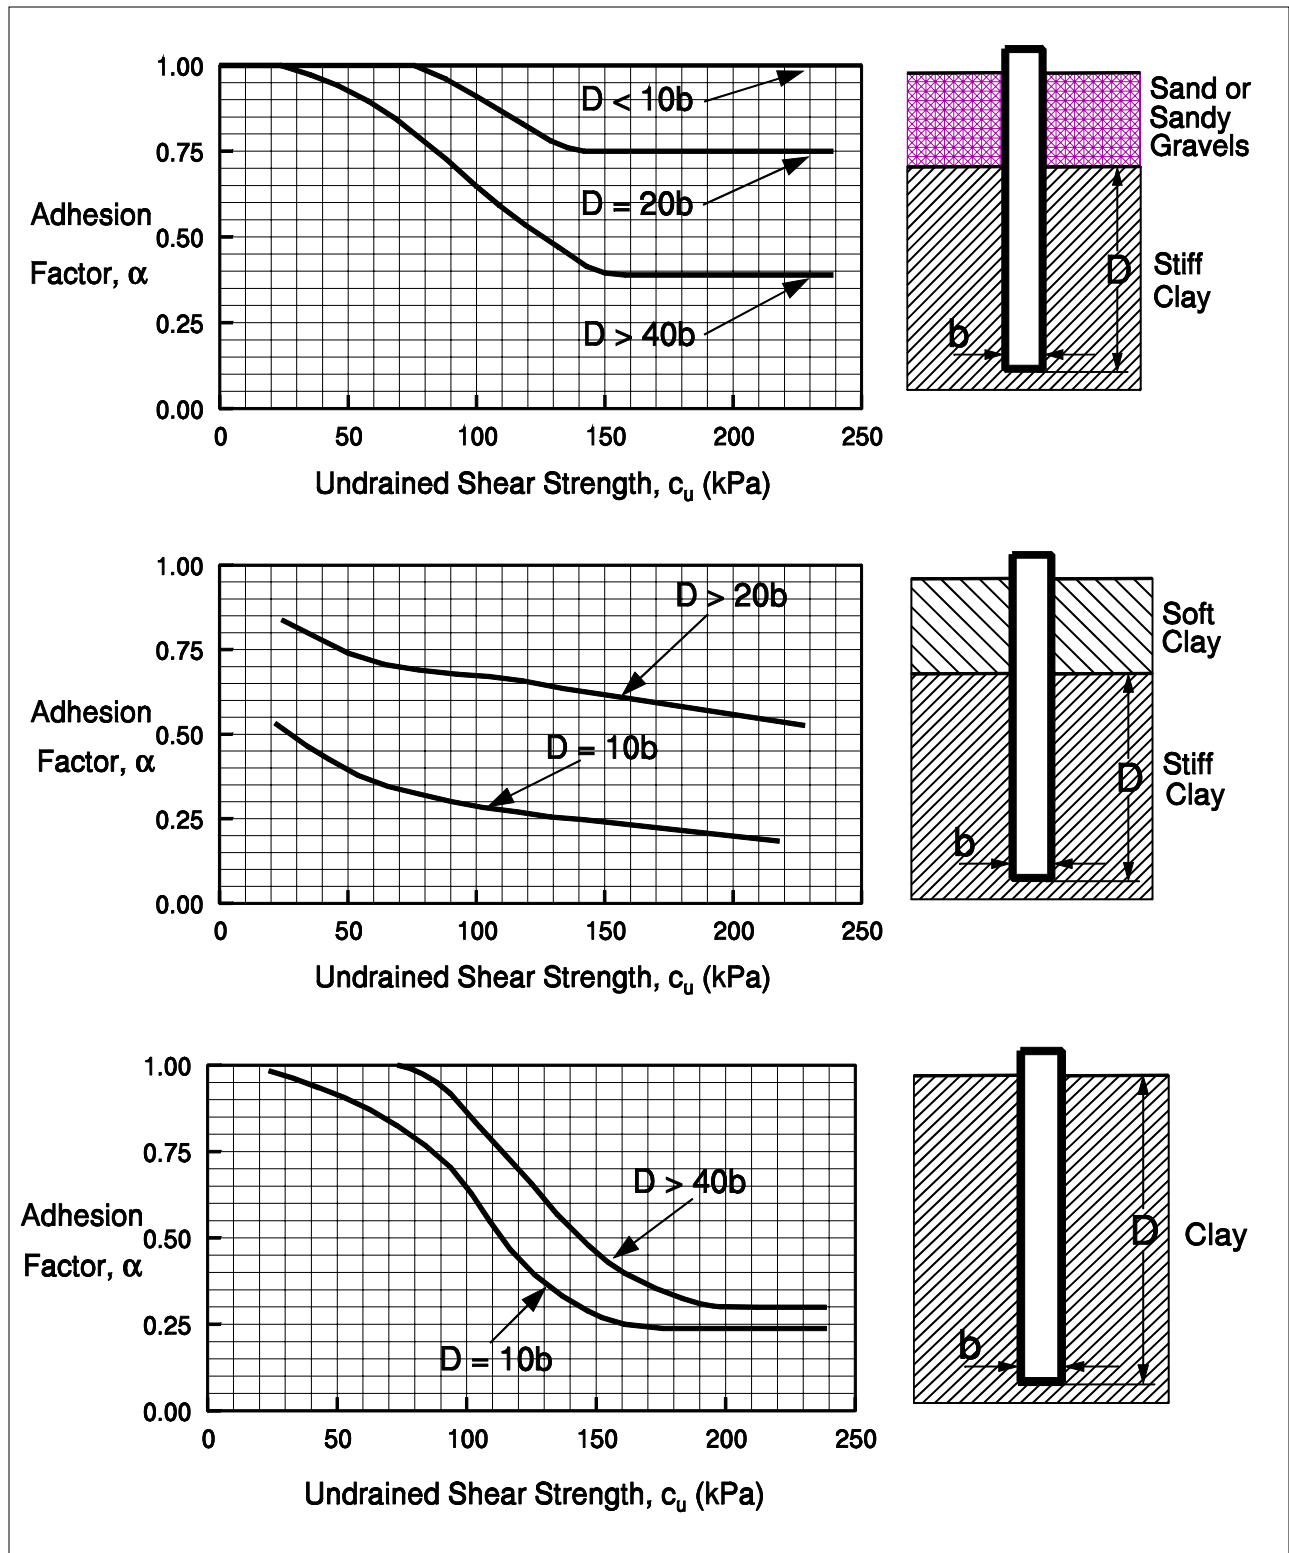 1.00
0.75
0.50
0.25
0.00
Adhesion
Factor, α
D < 10b
D = 20b
D > 40b
0 50 100 150 200 250
Undrained Shear Strength, cᵤ (kPa)
Sand or
Sandy
Gravels
D
Stiff
Clay
b
1.00
0.75
0.50
0.25
0.00
Adhesion
Factor, α
D > 20b
D = 10b
0 50 100 150 200 250
Undrained Shear Strength, cᵤ (kPa)
Soft
Clay
D
Stiff
Clay
b
1.00
0.75
0.50
0.25
0.00
Adhesion
Factor, α
D > 40b
D = 10b
0 50 100 150 200 250
Undrained Shear Strength, cᵤ (kPa)
D
Clay
b